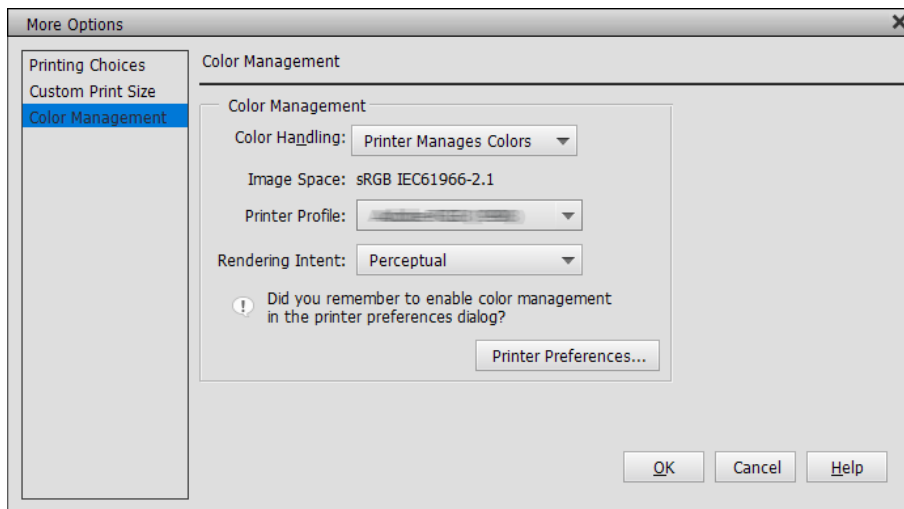 More Options
Printing Choices
Custom Print Size
Color Management
Color Management
Color Management
Color Handling: Printer Manages Colors
Image Space: sRGB IEC61966-2.1
Printer Profile:
Rendering Intent: Perceptual
Did you remember to enable color management
in the printer preferences dialog?
Printer Preferences...
OK Cancel Help